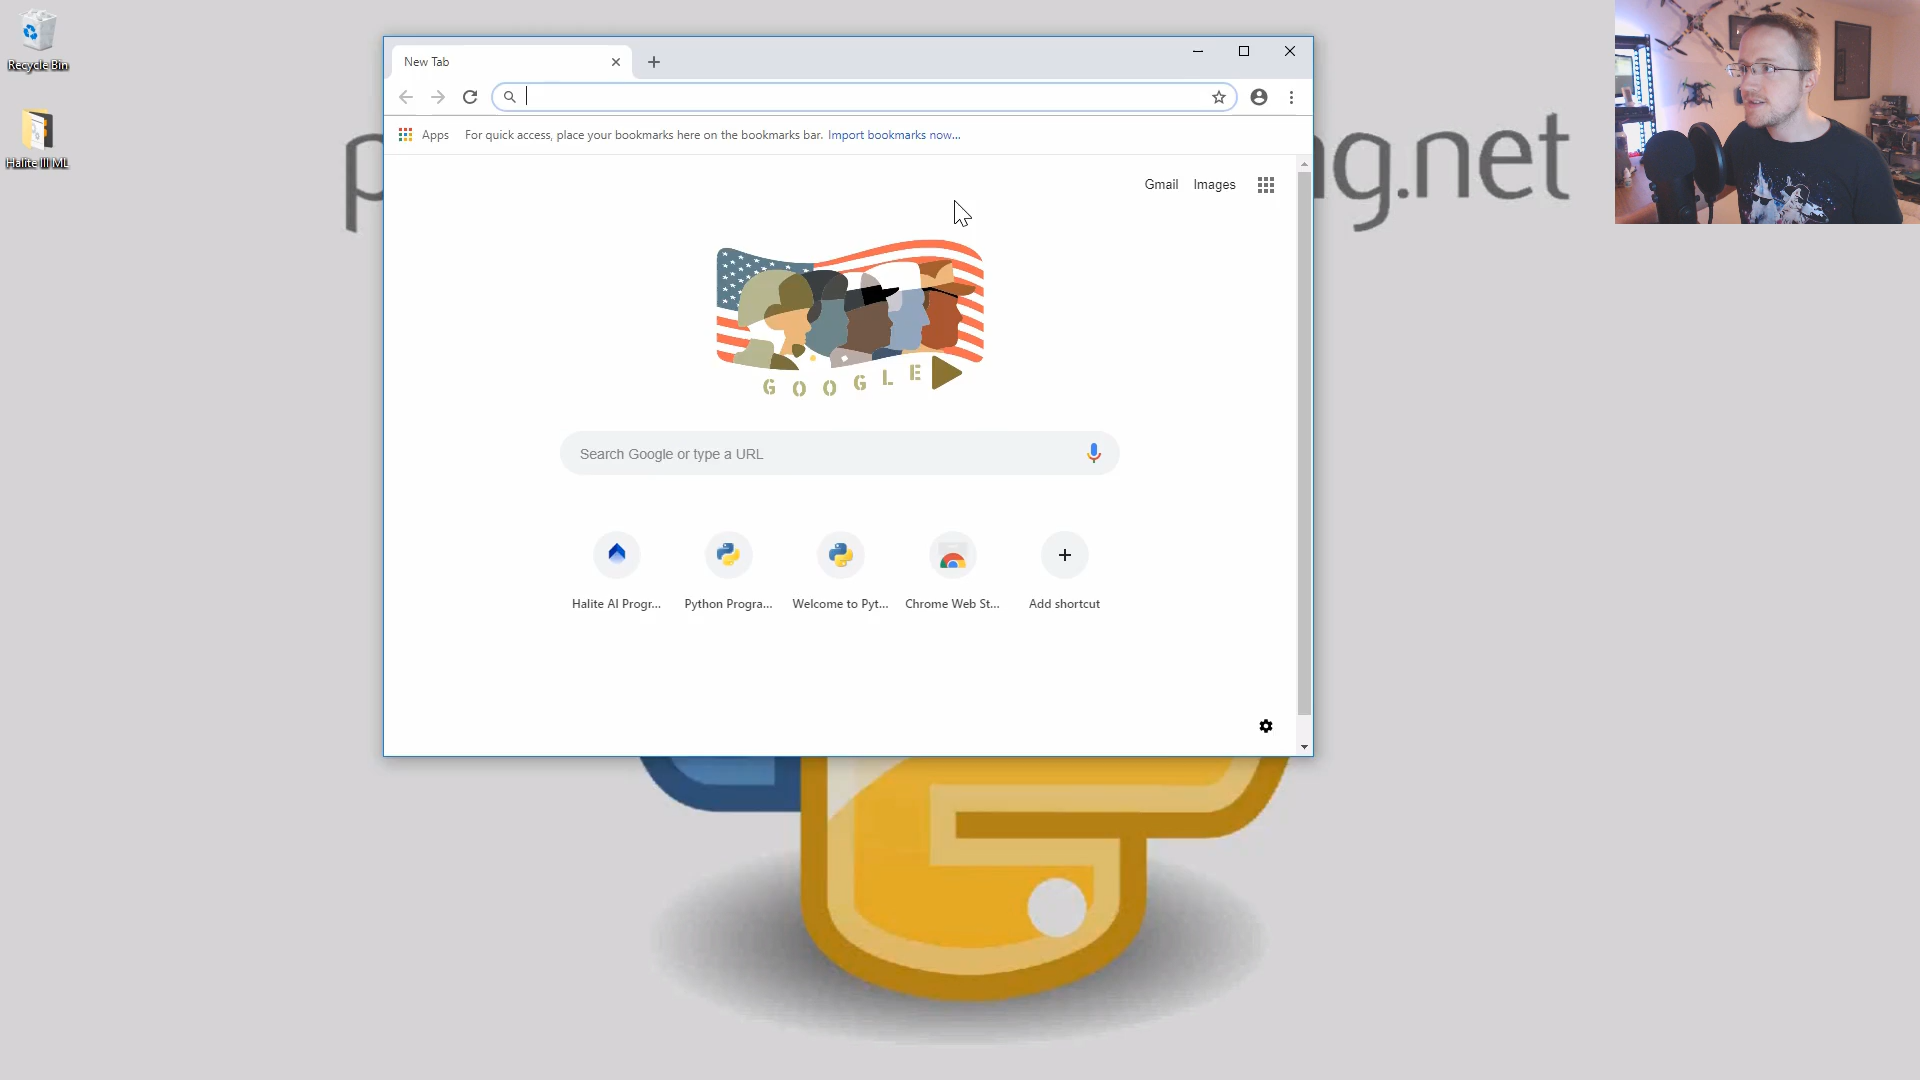 Recycle Bin
Halite III ML
New Tab
Apps
For quick access, place your bookmarks here on the bookmarks bar. Import bookmarks now...
Gmail
Images
GOOGLE
Search Google or type a URL
Halite AI Progr...
Python Progra...
Welcome to Pyt...
Chrome Web St...
Add shortcut
p
ng.net